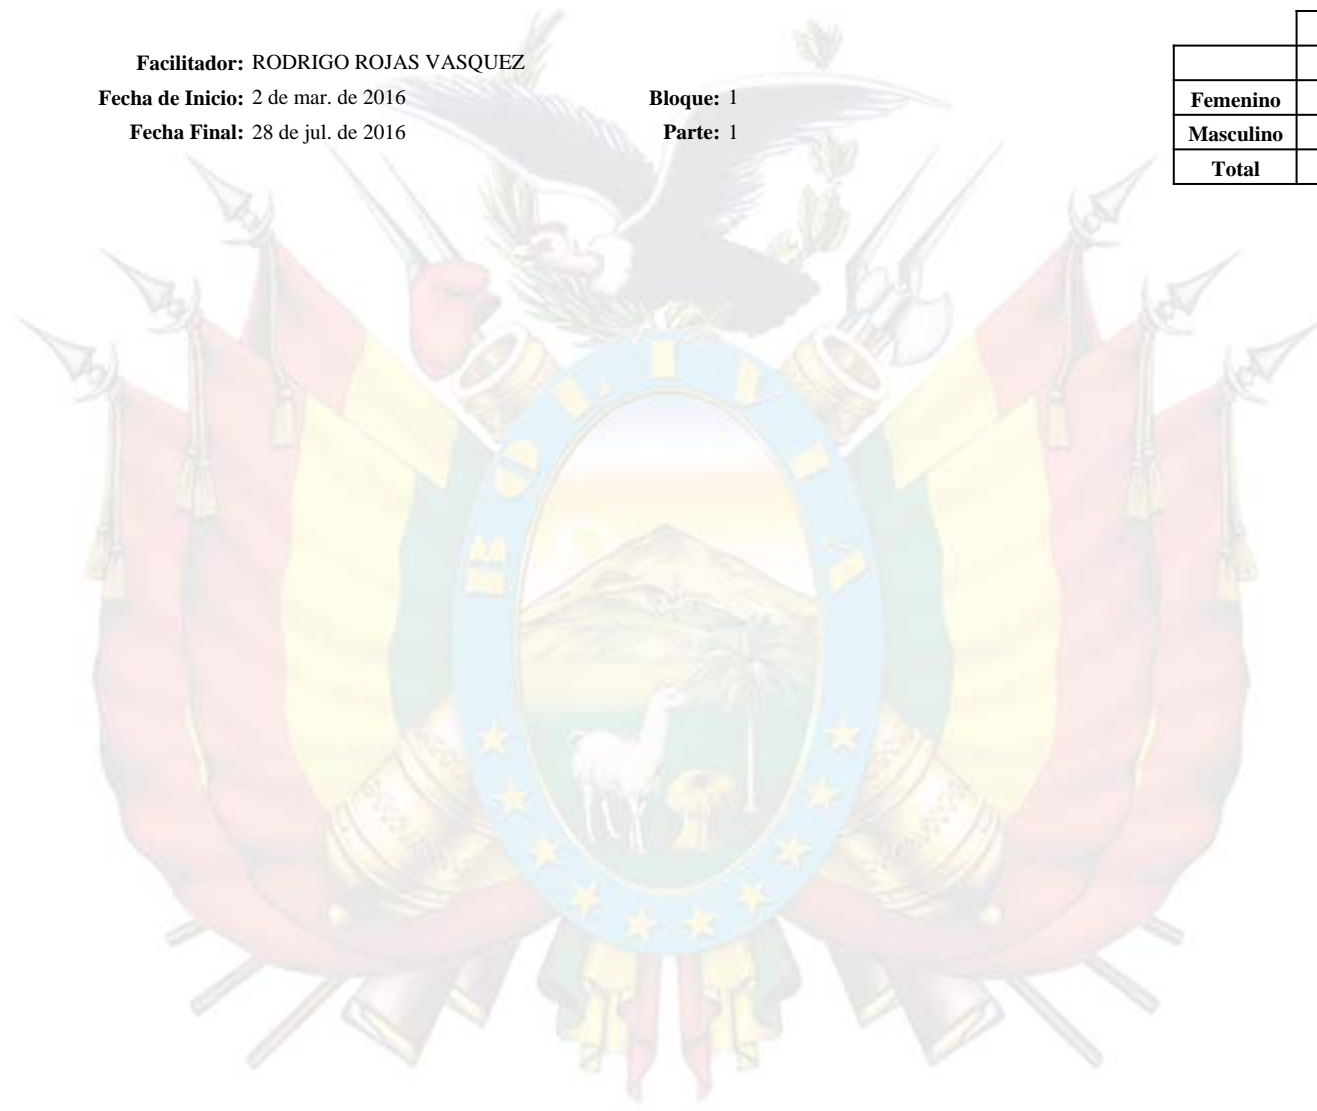 Facilitador: RODRIGO ROJAS VASQUEZ
Fecha de Inicio: 2 de mar. de 2016 Bloque: 1
Fecha Final: 28 de jul. de 2016 Parte: 1
Femenino
Masculino
Total
BOLIVIA